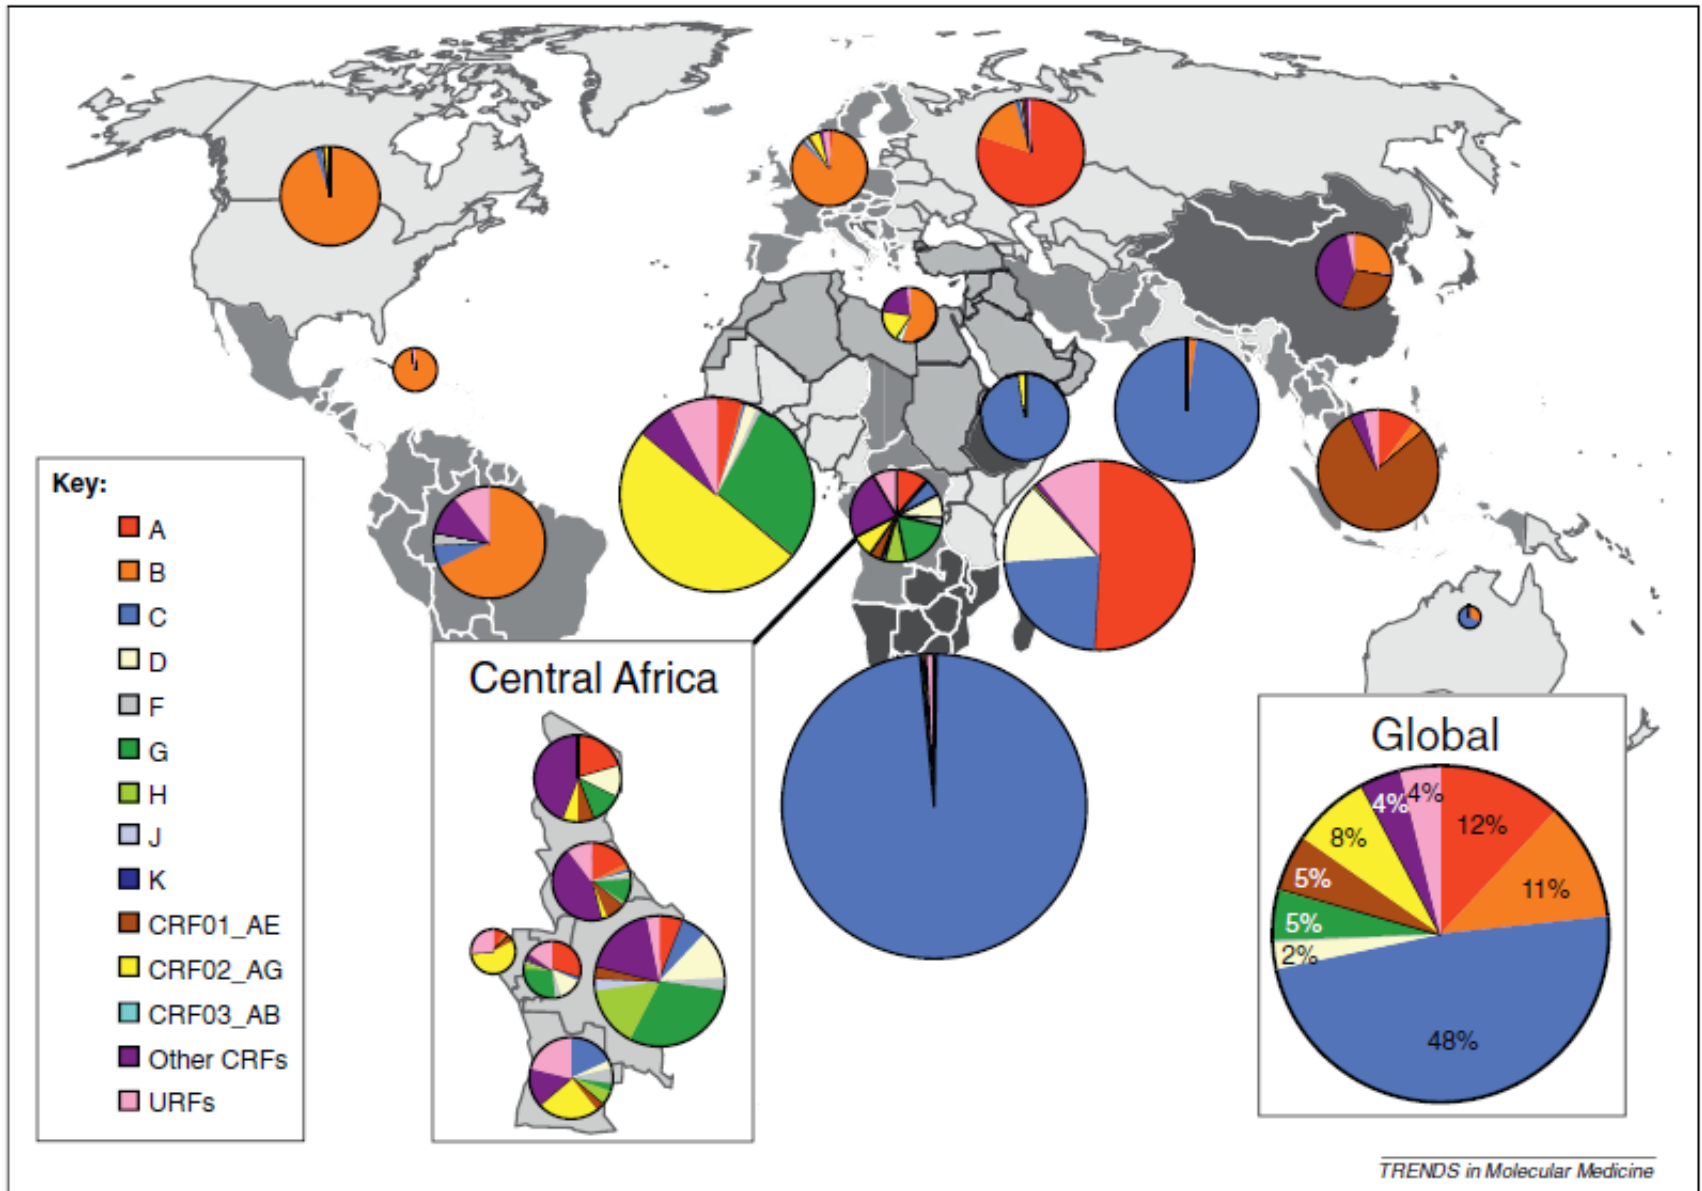 Key:
A
B
C
D
F
G
H
J
K
CRF01_AE
CRF02_AG
CRF03_AB
Other CRFs
URFs
Central Africa
Global
4%
4%
12%
8%
11%
5%
5%
2%
48%
TRENDS in Molecular Medicine